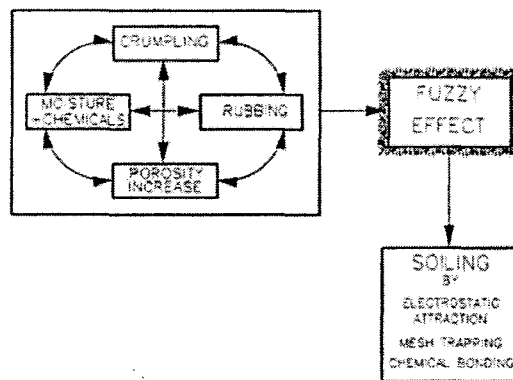 CRUMPLING
MOISTURE
+CHEMICALS
RUBBING
POROSITY
INCREASE
FUZZY
EFFECT
SOILING
BY
ELECTROSTATIC
ATTRACTION
MESH TRAPPING
CHEMICAL BONDING